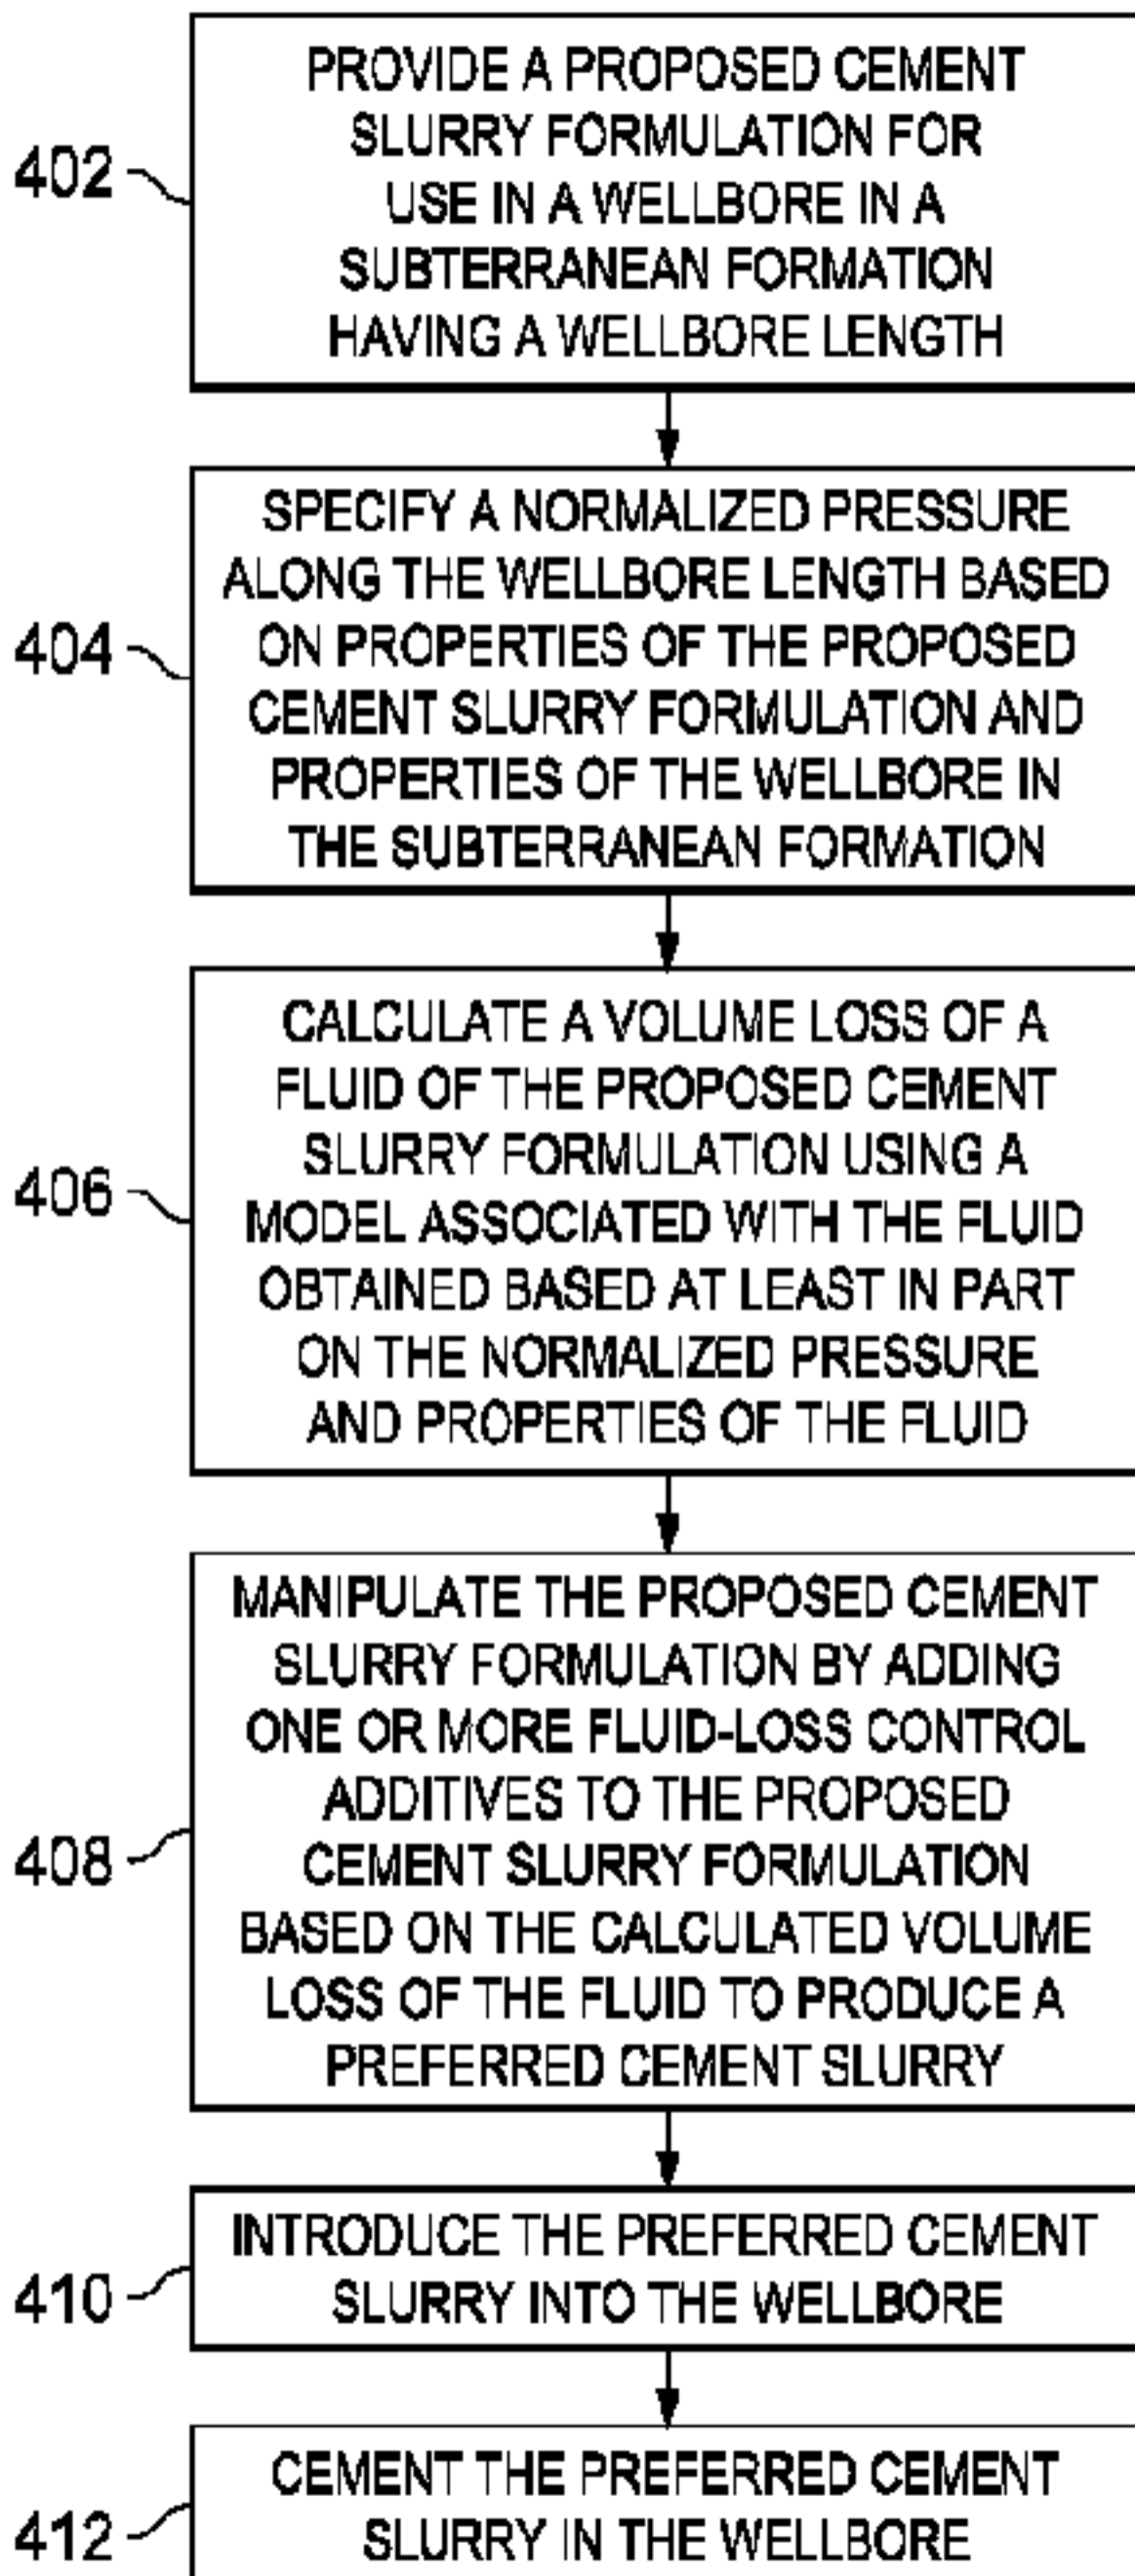 402
PROVIDE A PROPOSED CEMENT
SLURRY FORMULATION FOR
USE IN A WELLBORE IN A
SUBTERRANEAN FORMATION
HAVING A WELLBORE LENGTH
404
SPECIFY A NORMALIZED PRESSURE
ALONG THE WELLBORE LENGTH BASED
ON PROPERTIES OF THE PROPOSED
CEMENT SLURRY FORMULATION AND
PROPERTIES OF THE WELLBORE IN
THE SUBTERRANEAN FORMATION
406
CALCULATE A VOLUME LOSS OF A
FLUID OF THE PROPOSED CEMENT
SLURRY FORMULATION USING A
MODEL ASSOCIATED WITH THE FLUID
OBTAINED BASED AT LEAST IN PART
ON THE NORMALIZED PRESSURE
AND PROPERTIES OF THE FLUID
408
MANIPULATE THE PROPOSED CEMENT
SLURRY FORMULATION BY ADDING
ONE OR MORE FLUID-LOSS CONTROL
ADDITIVES TO THE PROPOSED
CEMENT SLURRY FORMULATION
BASED ON THE CALCULATED VOLUME
LOSS OF THE FLUID TO PRODUCE A
PREFERRED CEMENT SLURRY
410
INTRODUCE THE PREFERRED CEMENT
SLURRY INTO THE WELLBORE
412
CEMENT THE PREFERRED CEMENT
SLURRY IN THE WELLBORE